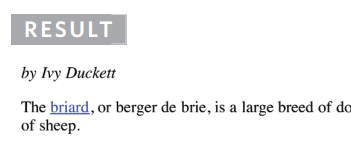 RESULT
by Ivy Duckett
The briard, or berger de brie, is a large breed of
of sheep.